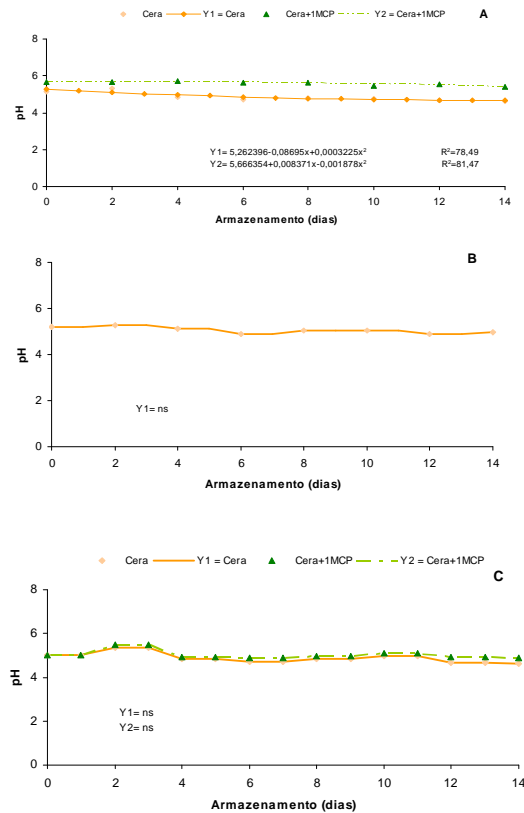 Cera Y1 = Cera Cera+1MCP Y2 = Cera+1MCP
A
8
6
4
2
0
pH
Y1= 5,262396-0,08695x+0,0003225x² R²=78,49
Y2= 5,666354+0,008371x-0,001878x² R²=81,47
0 2 4 6 8 10 12 14
Armazenamento (dias)
B
8
6
4
2
0
pH
Y1= ns
0 2 4 6 8 10 12 14
Armazenamento (dias)
Cera Y1 = Cera Cera+1MCP Y2 = Cera+1MCP
C
8
6
4
2
0
pH
Y1= ns
Y2= ns
0 2 4 6 8 10 12 14
Armazenamento (dias)